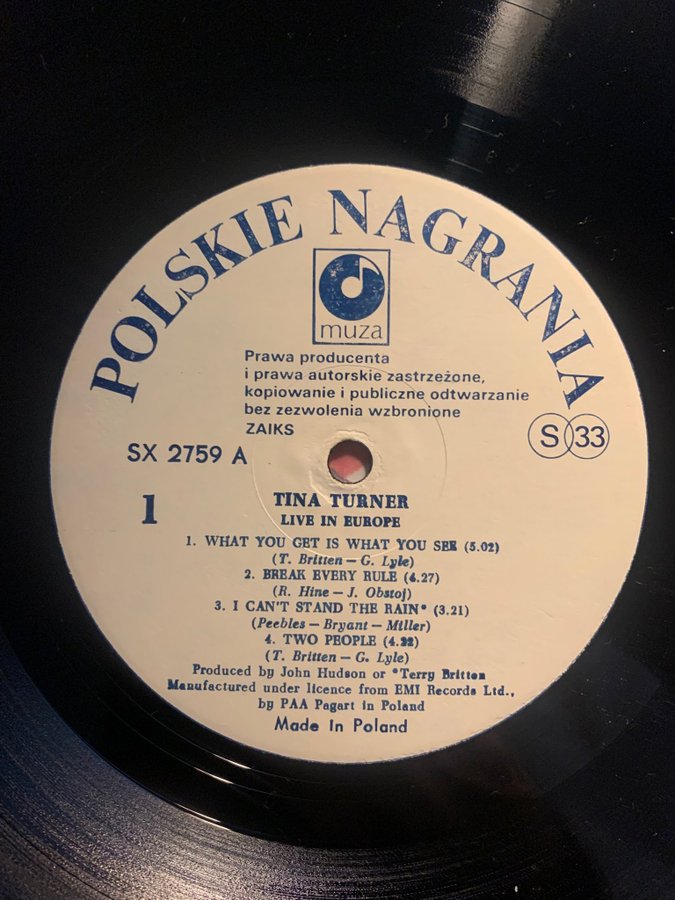 POLSKIE NAGRANIA
muza
Prawa producenta
i prawa autorskie zastrzeżone,
kopiowanie i publiczne odtwarzanie
bez zezwolenia wzbronione
ZAIKS
S 33
SX 2759 A
1
TINA TURNER
LIVE IN EUROPE
1. WHAT YOU GET IS WHAT YOU SEE (5.02)
(T. Britten – G. Lyle)
2. BREAK EVERY RULE (4.27)
(R. Hine – J. Obstoj)
3. I CAN'T STAND THE RAIN* (3.21)
(Peebles – Bryant – Miller)
4. TWO PEOPLE (4.22)
(T. Britten – G. Lyle)
Produced by John Hudson or *Terry Britten
Manufactured under licence from EMI Records Ltd.,
by PAA Pagart in Poland
Made in Poland